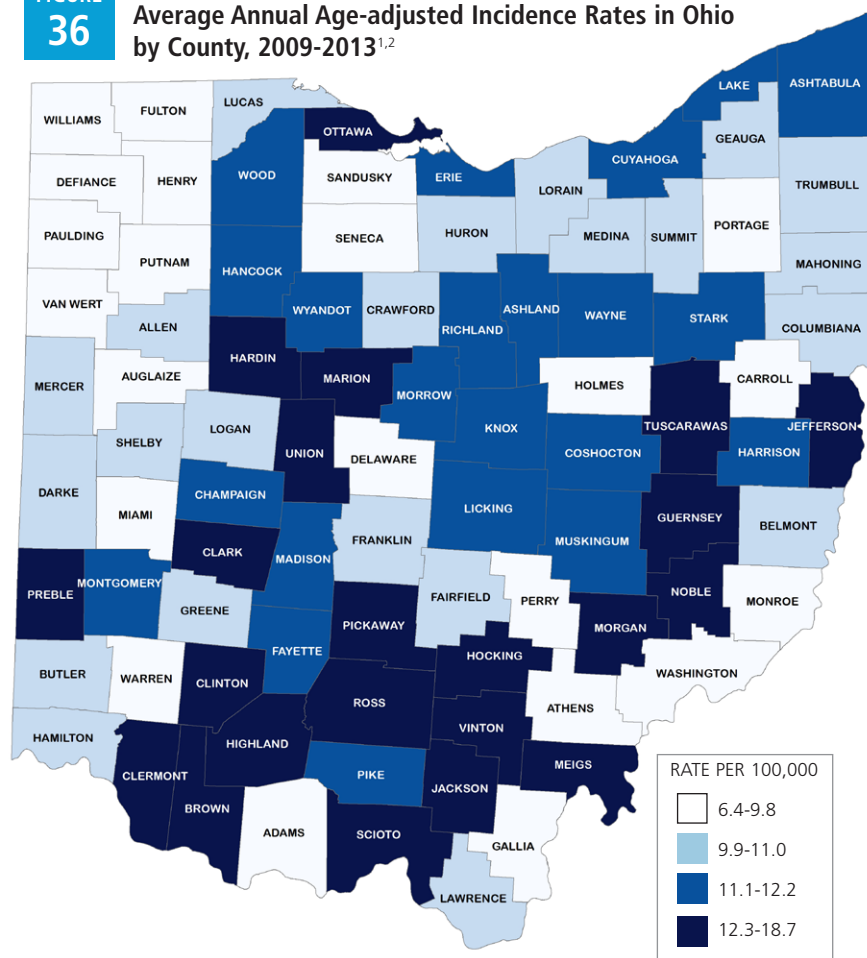 FIGURE
36
Average Annual Age-adjusted Incidence Rates in Ohio
by County, 2009-20131,2
WILLIAMS
FULTON
LUCAS
OTTAWA
LAKE
ASHTABULA
GEAUGA
CUYAHOGA
DEFIANCE
HENRY
WOOD
SANDUSKY
ERIE
LORAIN
TRUMBULL
PAULDING
PUTNAM
SENECA
HURON
MEDINA
SUMMIT
PORTAGE
MAHONING
VAN WERT
ALLEN
HANCOCK
WYANDOT
CRAWFORD
RICHLAND
ASHLAND
WAYNE
STARK
COLUMBIANA
MERCER
AUGLAIZE
HARDIN
MARION
MORROW
HOLMES
CARROLL
SHELBY
LOGAN
UNION
DELAWARE
KNOX
COSHOCTON
TUSCARAWAS
HARRISON
JEFFERSON
DARKE
MIAMI
CHAMPAIGN
LICKING
MUSKINGUM
GUERNSEY
BELMONT
CLARK
MADISON
FRANKLIN
PREBLE
MONTGOMERY
GREENE
FAIRFIELD
PERRY
NOBLE
MONROE
FAYETTE
PICKAWAY
HOCKING
MORGAN
WASHINGTON
BUTLER
WARREN
CLINTON
ROSS
ATHENS
VINTON
HAMILTON
CLERMONT
HIGHLAND
PIKE
JACKSON
MEIGS
BROWN
ADAMS
SCIOTO
GALLIA
LAWRENCE
RATE PER 100,000
6.4-9.8
9.9-11.0
11.1-12.2
12.3-18.7